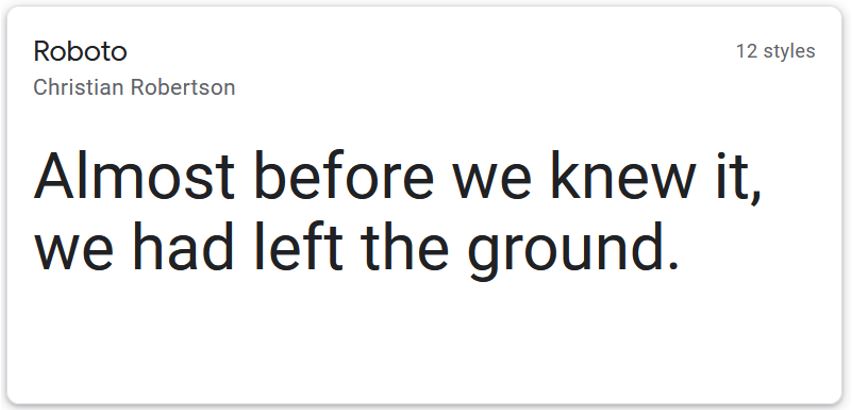 Roboto
12 styles
Christian Robertson
Almost before we knew it,
we had left the ground.